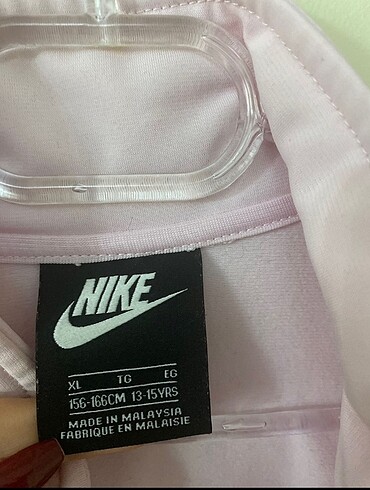 NIKE
XL TG EG
156-166CM 13-15YRS
MADE IN MALAYSIA
FABRIQUE EN MALAISIE